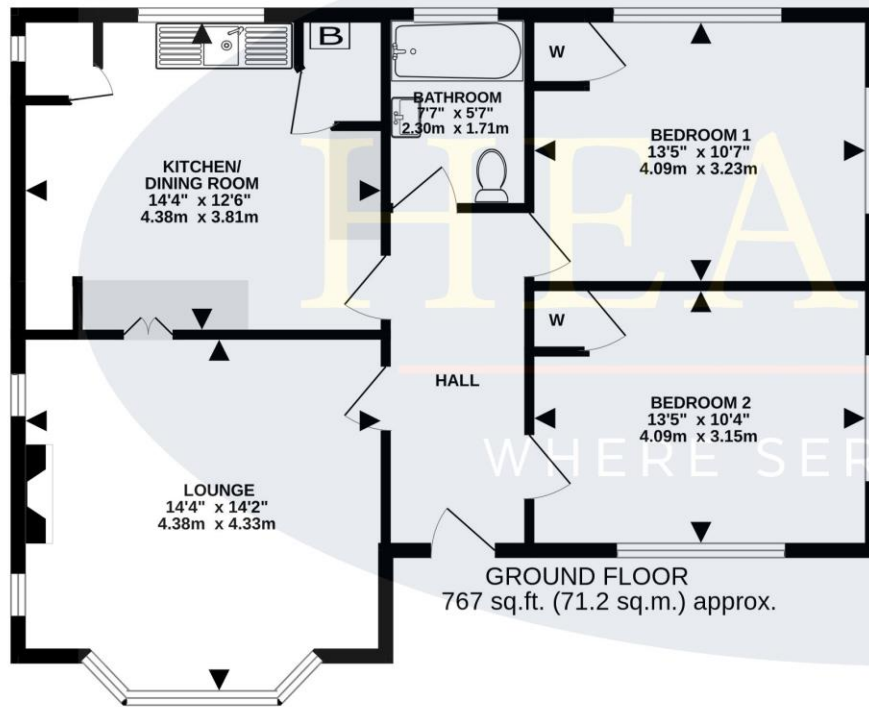 B
W
BATHROOM
7'7" x 5'7"
2.30m x 1.71m
BEDROOM 1
13'5" x 10'7"
4.09m x 3.23m
KITCHEN/
DINING ROOM
14'4" x 12'6"
4.38m x 3.81m
HEA
W
HALL
BEDROOM 2
13'5" x 10'4"
4.09m x 3.15m
WHERE SER
LOUNGE
14'4" x 14'2"
4.38m x 4.33m
GROUND FLOOR
767 sq.ft. (71.2 sq.m.) approx.